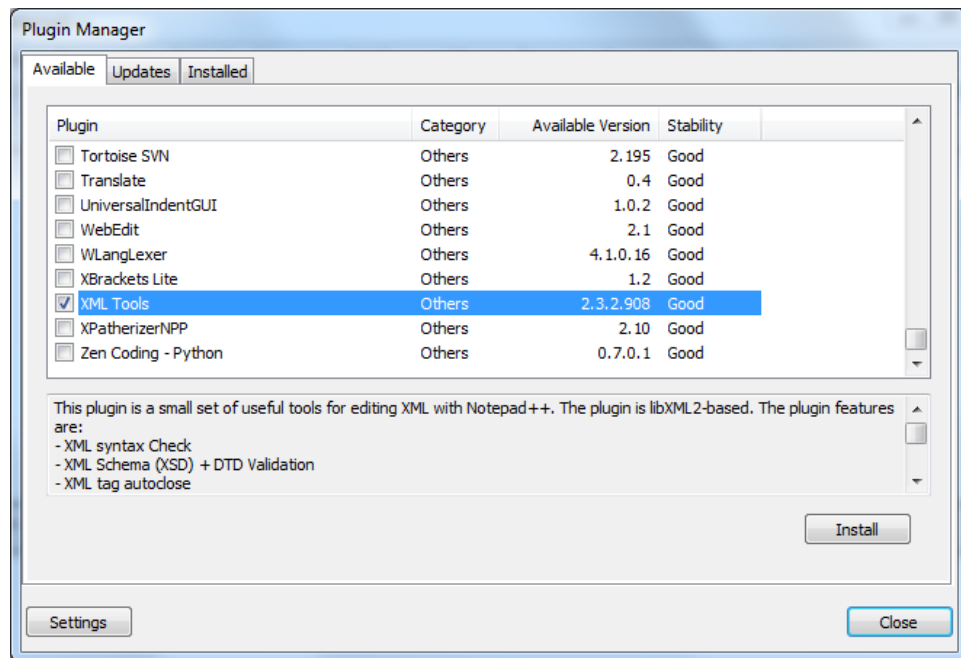 Plugin Manager
Available Updates Installed
Plugin Category Available Version Stability
Tortoise SVN Others 2.195 Good
Translate Others 0.4 Good
UniversalIndentGUI Others 1.0.2 Good
WebEdit Others 2.1 Good
WLangLexer Others 4.1.0.16 Good
XBrackets Lite Others 1.2 Good
XML Tools Others 2.3.2.908 Good
XPatherizerNPP Others 2.10 Good
Zen Coding - Python Others 0.7.0.1 Good
This plugin is a small set of useful tools for editing XML with Notepad++. The plugin is libXML2-based. The plugin features
are:
- XML syntax Check
- XML Schema (XSD) + DTD Validation
- XML tag autoclose
Install
Settings Close